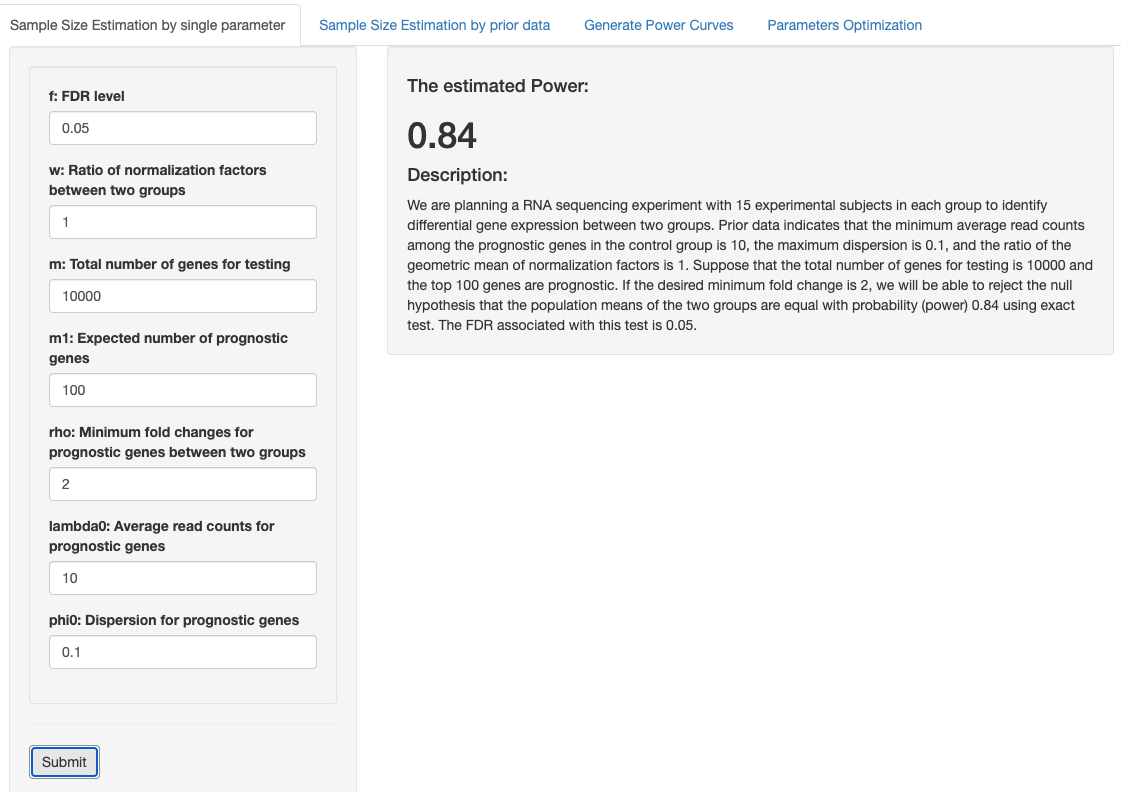 Sample Size Estimation by single parameter
Sample Size Estimation by prior data
Generate Power Curves
Parameters Optimization
f: FDR level
0.05
w: Ratio of normalization factors
between two groups
1
m: Total number of genes for testing
10000
m1: Expected number of prognostic
genes
100
rho: Minimum fold changes for
prognostic genes between two groups
2
lambda0: Average read counts for
prognostic genes
10
phi0: Dispersion for prognostic genes
0.1
Submit
The estimated Power:
0.84
Description:
We are planning a RNA sequencing experiment with 15 experimental subjects in each group to identify
differential gene expression between two groups. Prior data indicates that the minimum average read counts
among the prognostic genes in the control group is 10, the maximum dispersion is 0.1, and the ratio of the
geometric mean of normalization factors is 1. Suppose that the total number of genes for testing is 10000 and
the top 100 genes are prognostic. If the desired minimum fold change is 2, we will be able to reject the null
hypothesis that the population means of the two groups are equal with probability (power) 0.84 using exact
test. The FDR associated with this test is 0.05.